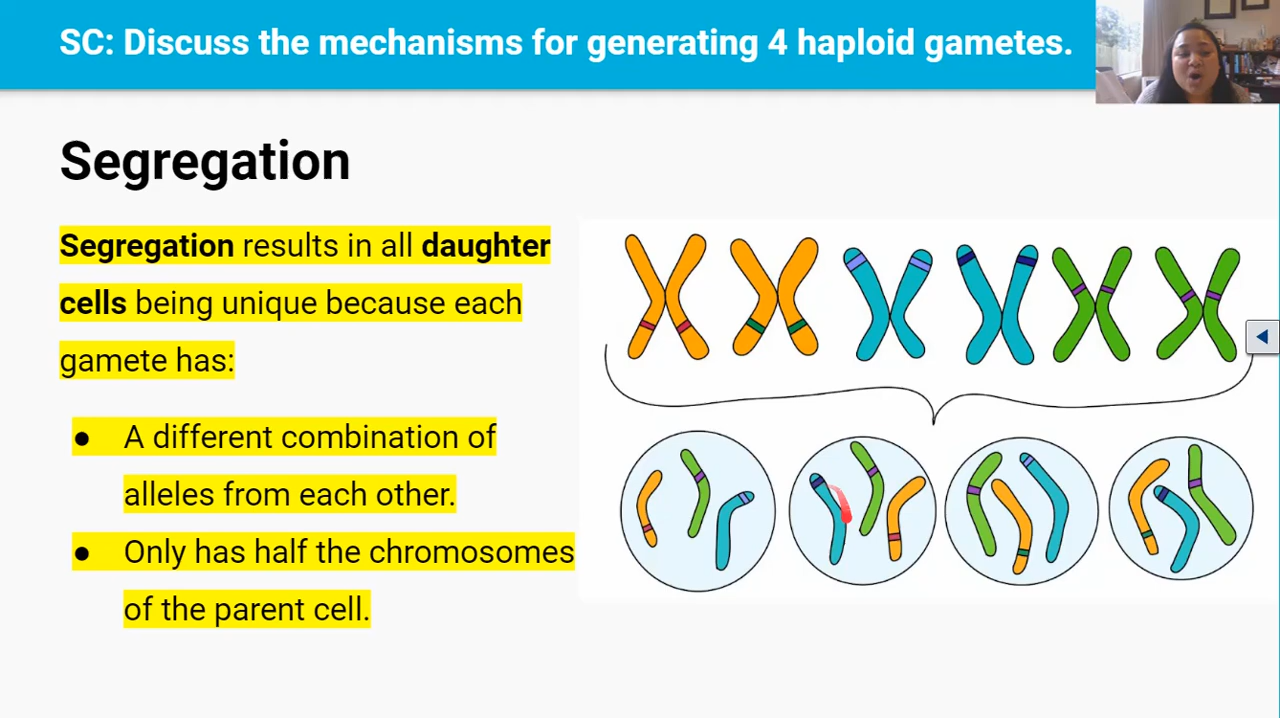 SC: Discuss the mechanisms for generating 4 haploid gametes.
Segregation
Segregation results in all daughter
cells being unique because each
gamete has:
● A different combination of
alleles from each other.
● Only has half the chromosomes
of the parent cell.